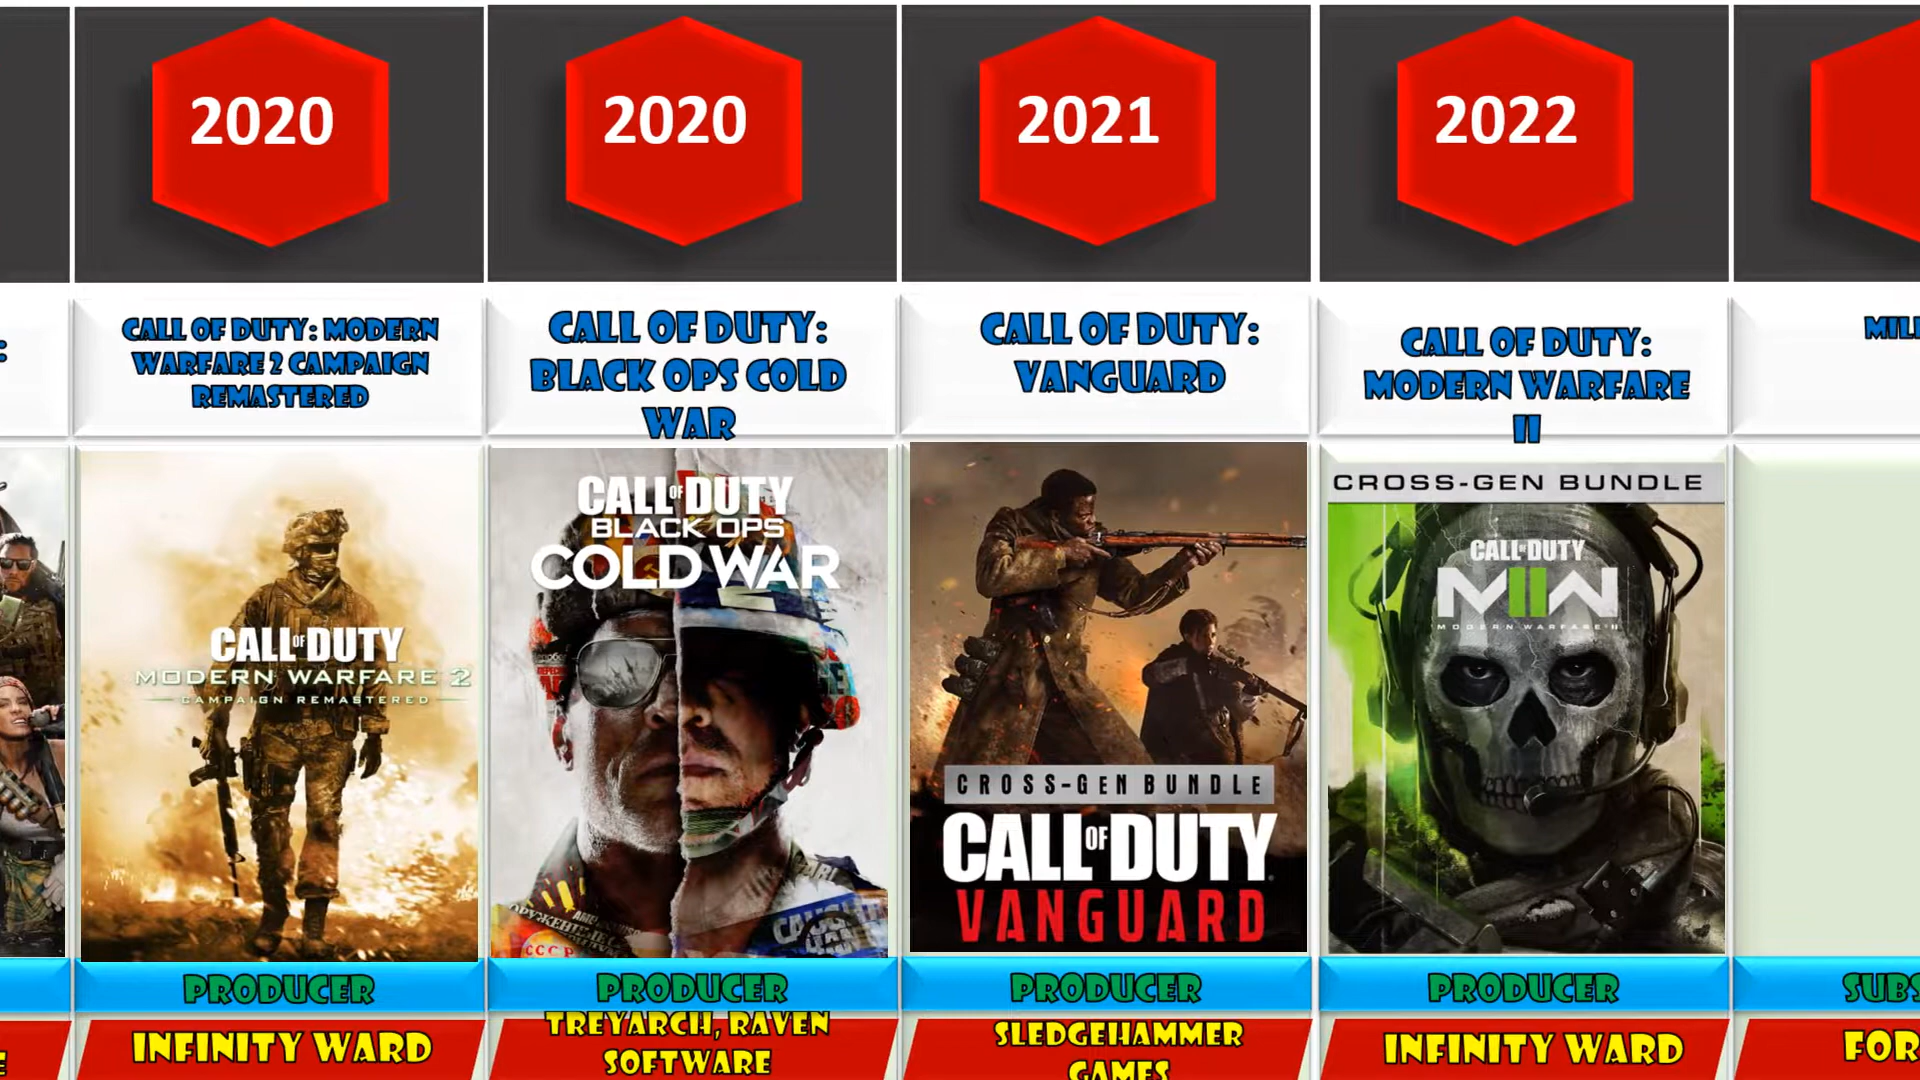 2020
2020
2021
2022
CALL OF DUTY: MODERN
WARFARE 2 CAMPAIGN
REMASTERED
CALL OF DUTY:
BLACK OPS COLD
WAR
CALL OF DUTY:
VANGUARD
CALL OF DUTY:
MODERN WARFARE
II
CALL OF DUTY
MODERN WARFARE 2
CAMPAIGN REMASTERED
CALL OF DUTY
BLACK OPS
COLD WAR
СССР
CROSS-GEN BUNDLE
CALL OF DUTY
VANGUARD
CROSS-GEN BUNDLE
CALL OF DUTY
MIIW
MODERN WARFARE II
PRODUCER
PRODUCER
PRODUCER
PRODUCER
INFINITY WARD
TREYARCH, RAVEN
SOFTWARE
SLEDGEHAMMER
GAMES
INFINITY WARD